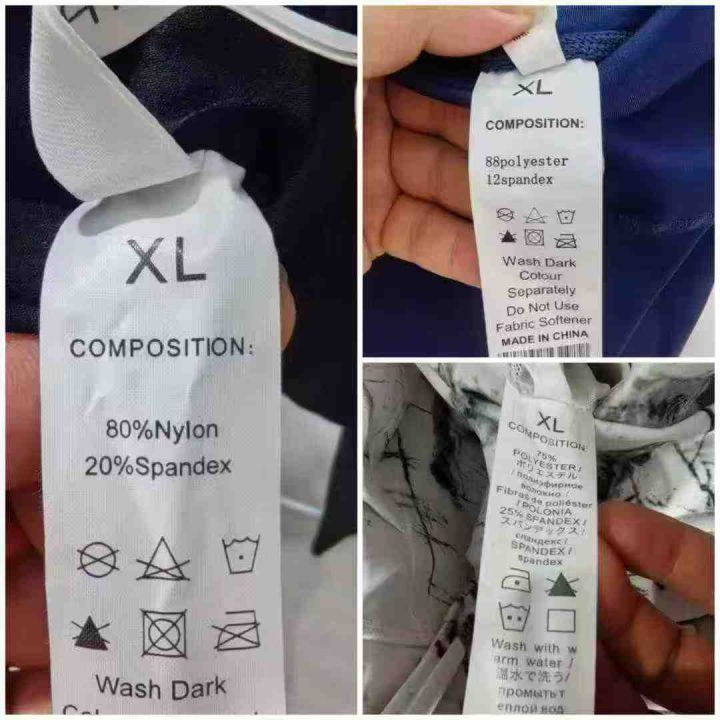 XL
COMPOSITION:
80%Nylon
20%Spandex
Wash Dark
XL
COMPOSITION:
88polyester
12spandex
Wash Dark
Colour
Separately
Do Not Use
Fabric Softener
MADE IN CHINA
XL
COMPOSITION:
75%
POLYESTER/
ポリエステル
/полиэфирное
волокно /
Fibras de poliéster
/POLONIA
25% SPANDEX/
スパンデックス/
спандекс/
SPANDEX/
spandex
Wash with w
arm water /
温水で洗う/
промытьт
еплой вод